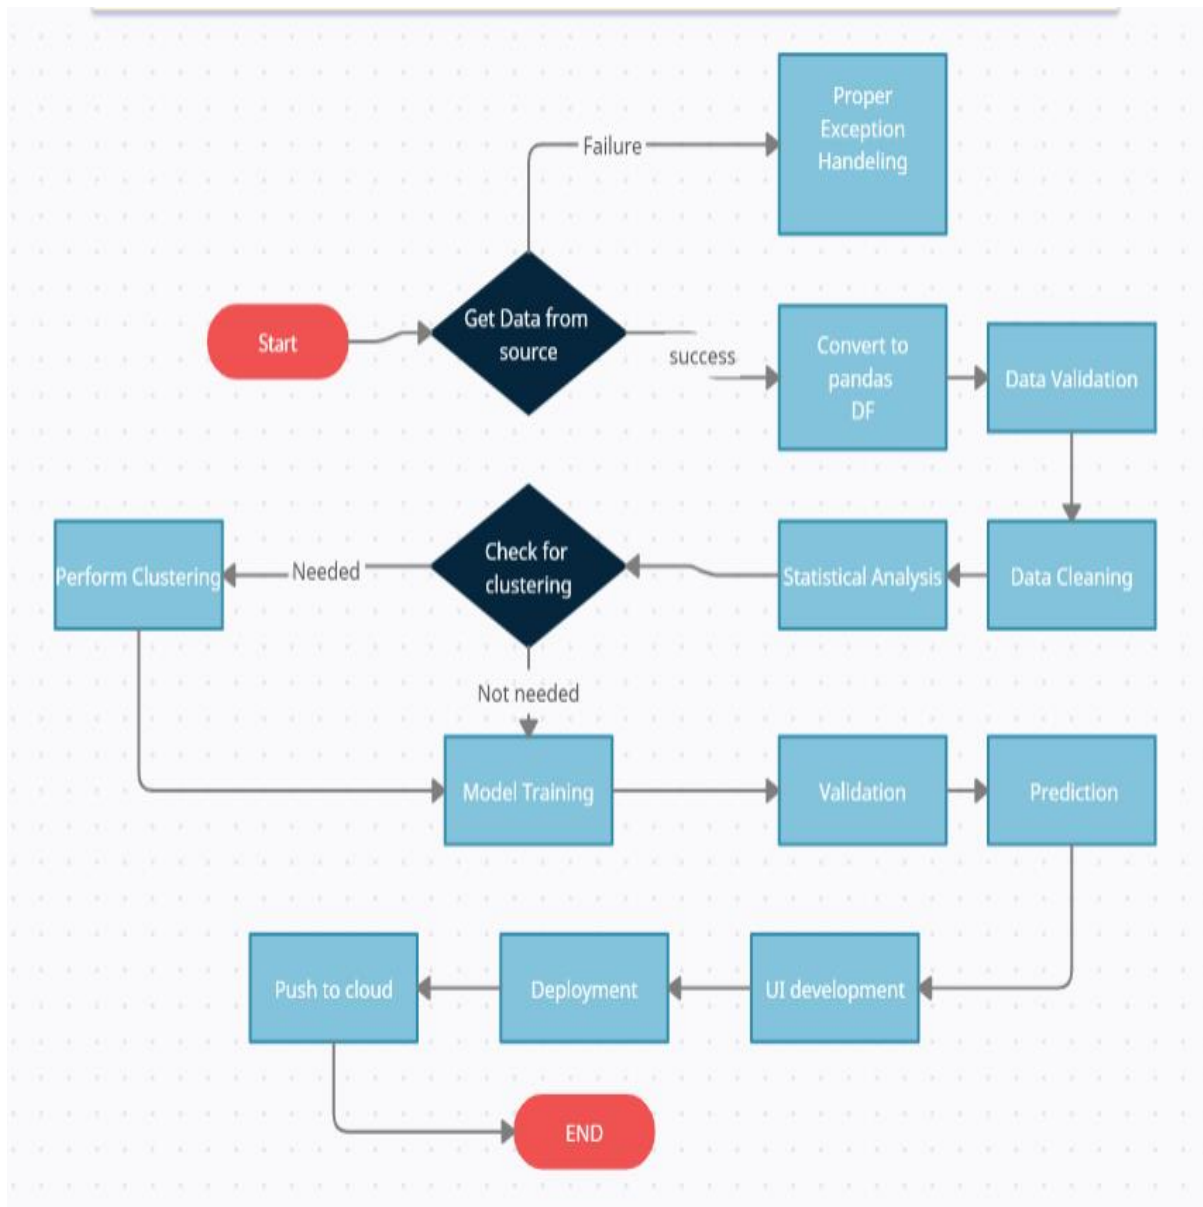 Proper
Exception
Handeling
Failure
Start
Get Data from
source
success
Convert to
pandas
DF
Data Validation
Perform Clustering
Needed
Check for
clustering
Statistical Analysis
Data Cleaning
Not needed
Model Training
Validation
Prediction
Push to cloud
Deployment
UI development
END